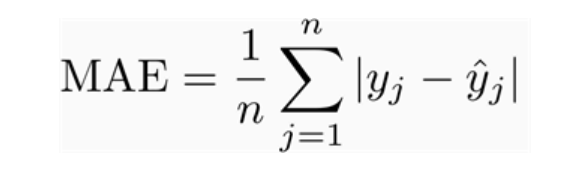 MAE = \frac{1}{n} \sum_{j=1}^{n} |y_j - \hat{y}_j|